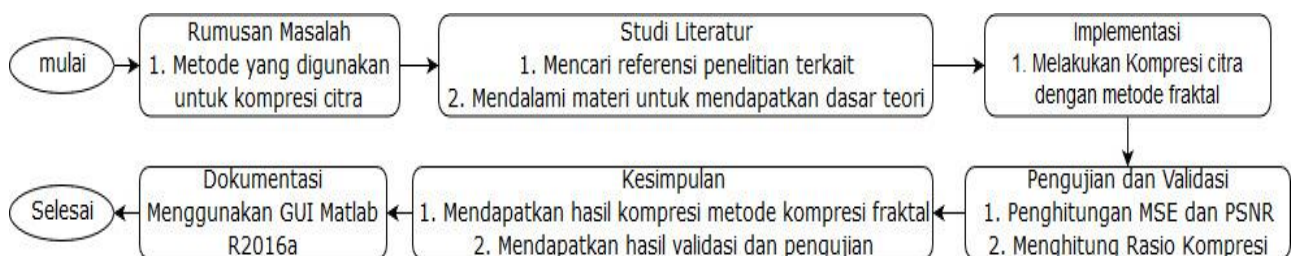 mulai
Rumusan Masalah
1. Metode yang digunakan
untuk kompresi citra
Studi Literatur
1. Mencari referensi penelitian terkait
2. Mendalami materi untuk mendapatkan dasar teori
Implementasi
1. Melakukan Kompresi citra
dengan metode fraktal
Pengujian dan Validasi
1. Penghitungan MSE dan PSNR
2. Menghitung Rasio Kompresi
Kesimpulan
1. Mendapatkan hasil kompresi metode kompresi fraktal
2. Mendapatkan hasil validasi dan pengujian
Dokumentasi
Menggunakan GUI Matlab
R2016a
Selesai